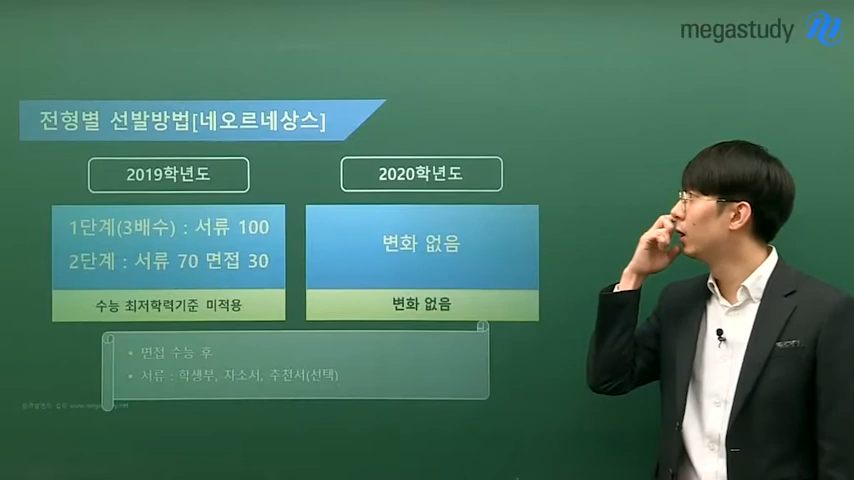 megastudy
전형별 선발방법[네오르네상스]
2019학년도
2020학년도
1단계(3배수) : 서류 100
2단계 : 서류 70 면접 30
변화 없음
수능 최저학력기준 미적용
변화 없음
• 면접 수능 후
• 서류 : 학생부, 자소서, 추천서(선택)